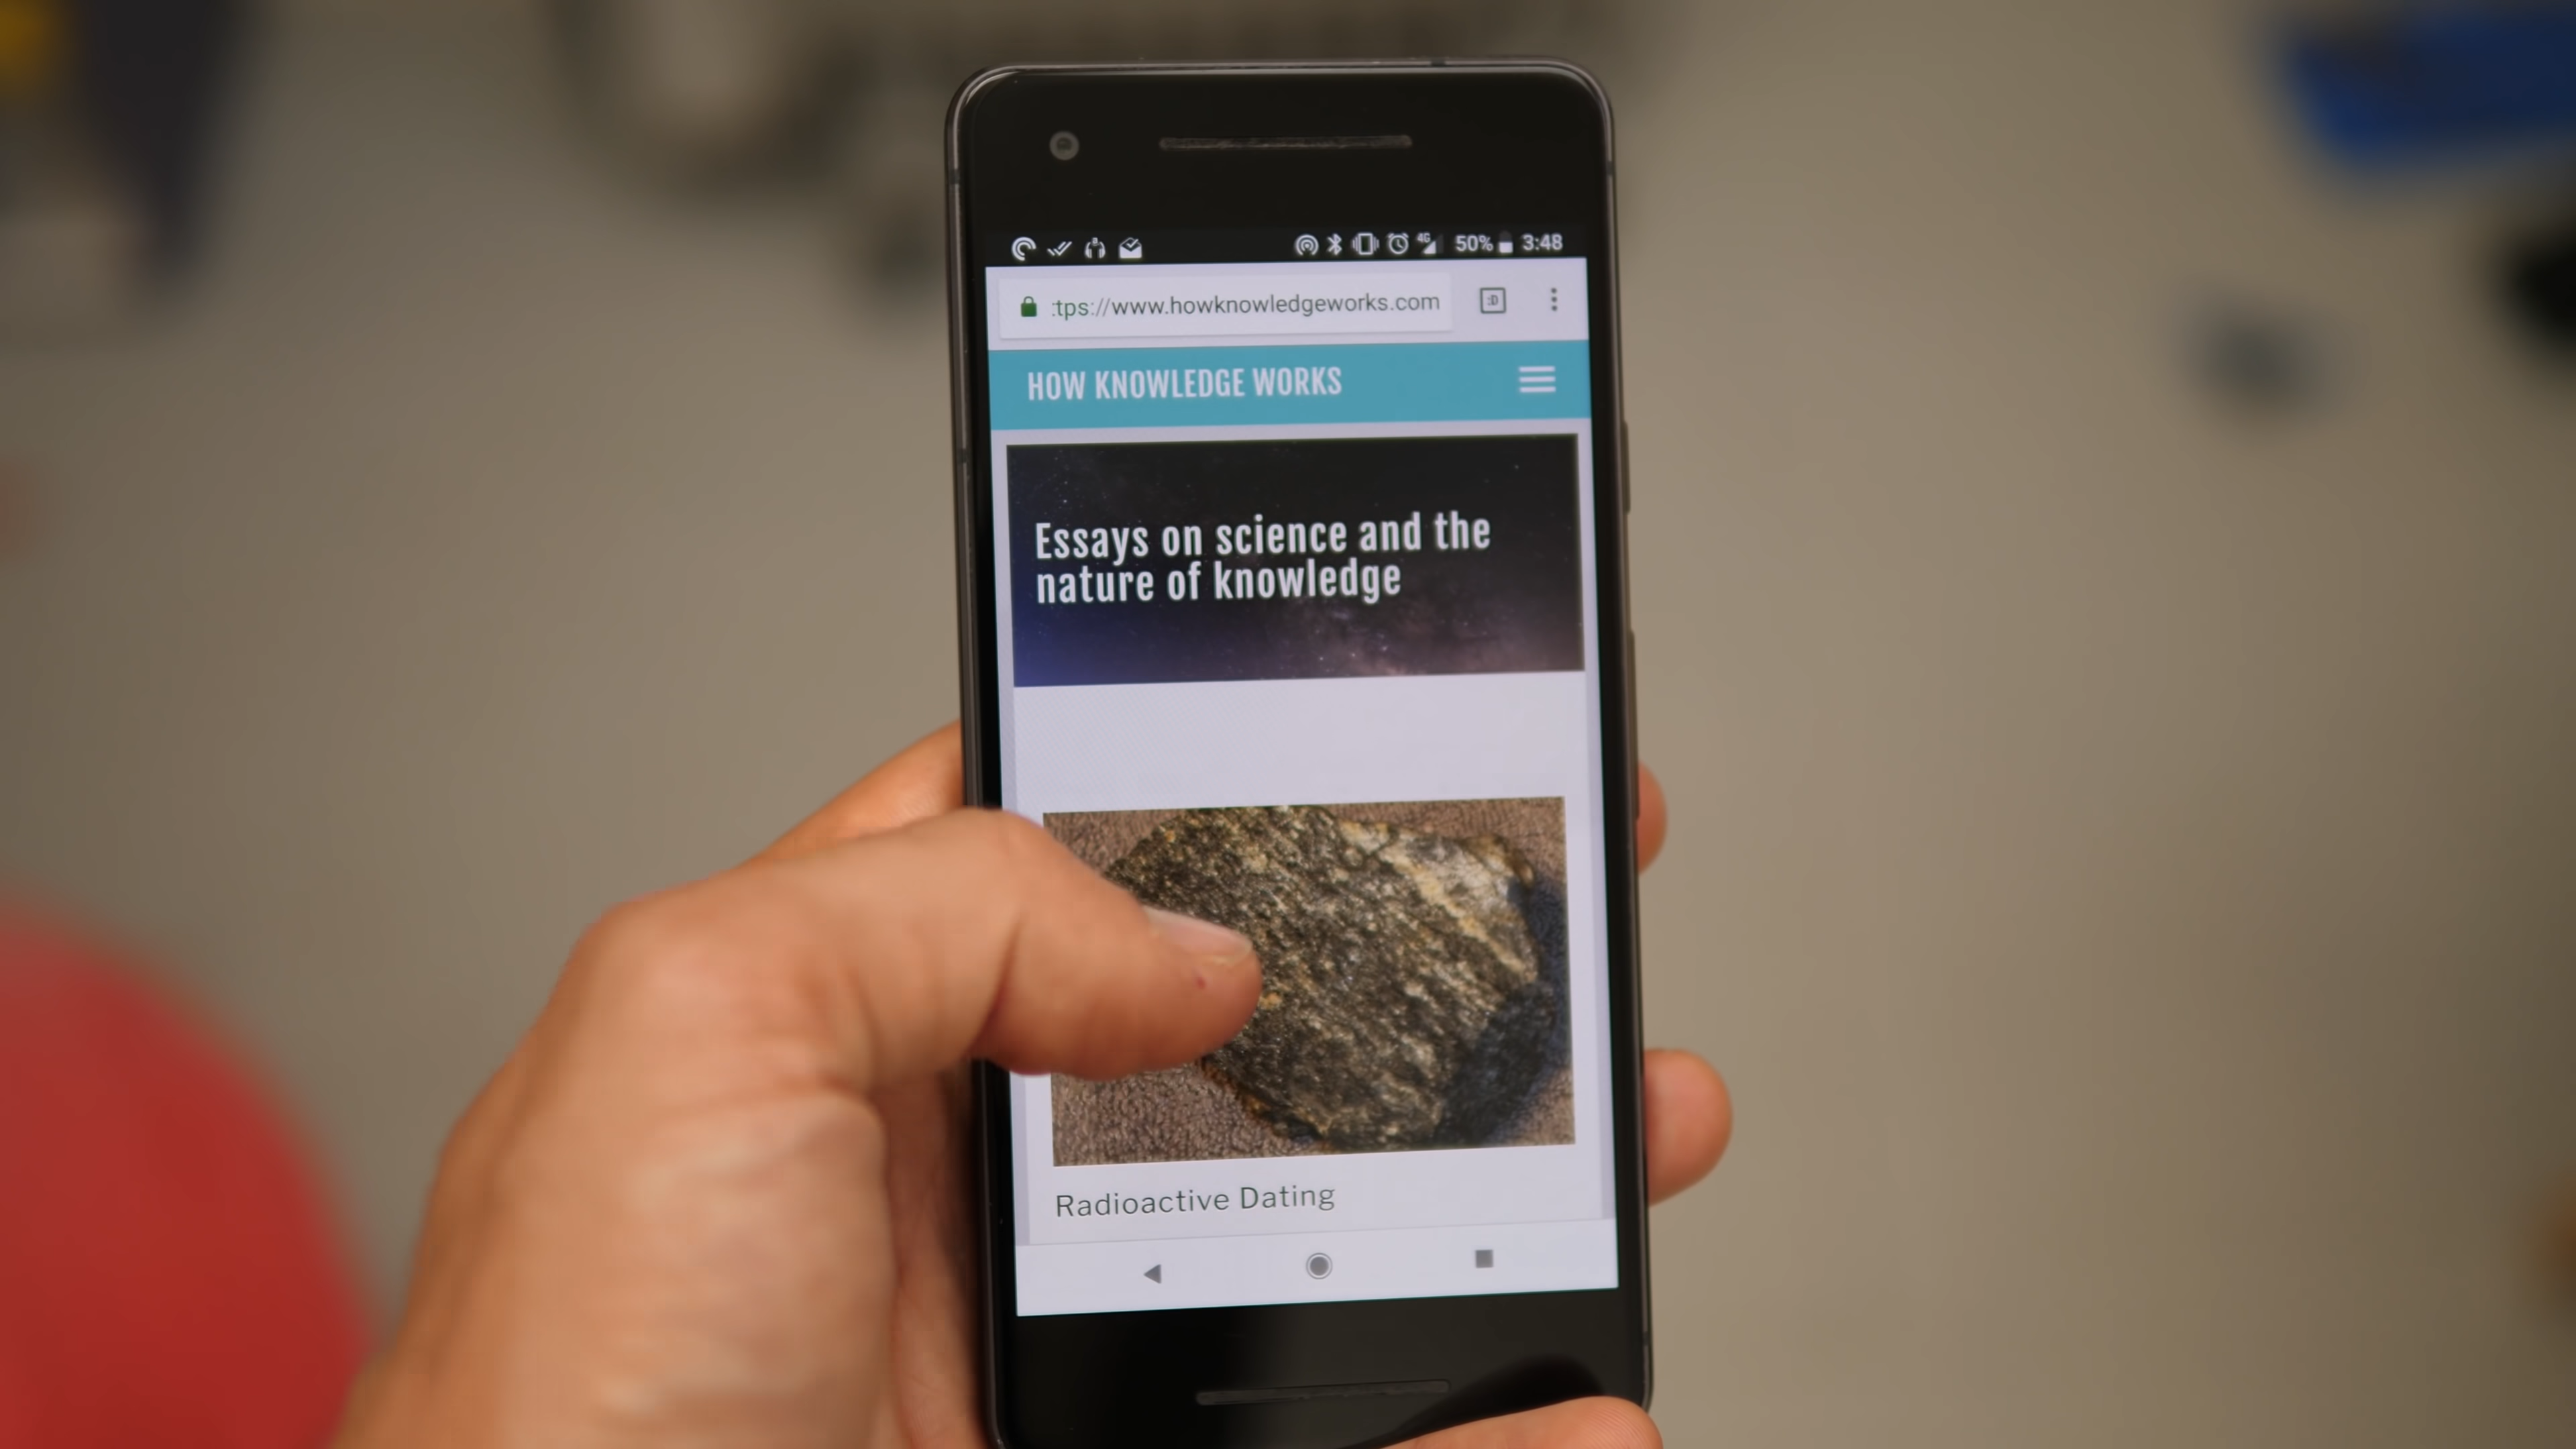 4G 50% 3:48
:tps://www.howknowledgeworks.com :D
HOW KNOWLEDGE WORKS
Essays on science and the
nature of knowledge
Radioactive Dating